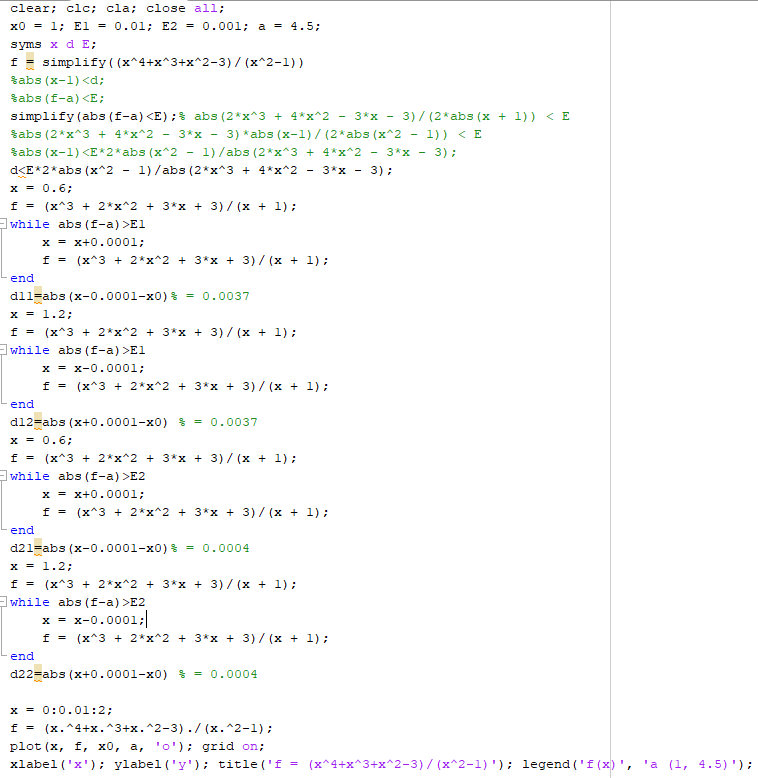 clear; clc; cla; close all;
x0 = 1; E1 = 0.01; E2 = 0.001; a = 4.5;
syms x d E;
f = simplify((x^4+x^3+x^2-3)/(x^2-1))
%abs(x-1)<d;
%abs(f-a)<E;
simplify(abs(f-a)<E);% abs(2*x^3 + 4*x^2 - 3*x - 3)/(2*abs(x + 1)) < E
%abs(2*x^3 + 4*x^2 - 3*x - 3)*abs(x-1)/(2*abs(x^2 - 1)) < E
%abs(x-1)<E*2*abs(x^2 - 1)/abs(2*x^3 + 4*x^2 - 3*x - 3);
d<E*2*abs(x^2 - 1)/abs(2*x^3 + 4*x^2 - 3*x - 3);
x = 0.6;
f = (x^3 + 2*x^2 + 3*x + 3)/(x + 1);
while abs(f-a)>E1
    x = x+0.0001;
    f = (x^3 + 2*x^2 + 3*x + 3)/(x + 1);
end
d11=abs(x-0.0001-x0)% = 0.0037
x = 1.2;
f = (x^3 + 2*x^2 + 3*x + 3)/(x + 1);
while abs(f-a)>E1
    x = x-0.0001;
    f = (x^3 + 2*x^2 + 3*x + 3)/(x + 1);
end
d12=abs(x+0.0001-x0) % = 0.0037
x = 0.6;
f = (x^3 + 2*x^2 + 3*x + 3)/(x + 1);
while abs(f-a)>E2
    x = x+0.0001;
    f = (x^3 + 2*x^2 + 3*x + 3)/(x + 1);
end
d21=abs(x-0.0001-x0)% = 0.0004
x = 1.2;
f = (x^3 + 2*x^2 + 3*x + 3)/(x + 1);
while abs(f-a)>E2
    x = x-0.0001;
    f = (x^3 + 2*x^2 + 3*x + 3)/(x + 1);
end
d22=abs(x+0.0001-x0) % = 0.0004
x = 0:0.01:2;
f = (x.^4+x.^3+x.^2-3)./(x.^2-1);
plot(x, f, x0, a, 'o'); grid on;
xlabel('x'); ylabel('y'); title('f = (x^4+x^3+x^2-3)/(x^2-1)'); legend('f(x)', 'a (1, 4.5)');